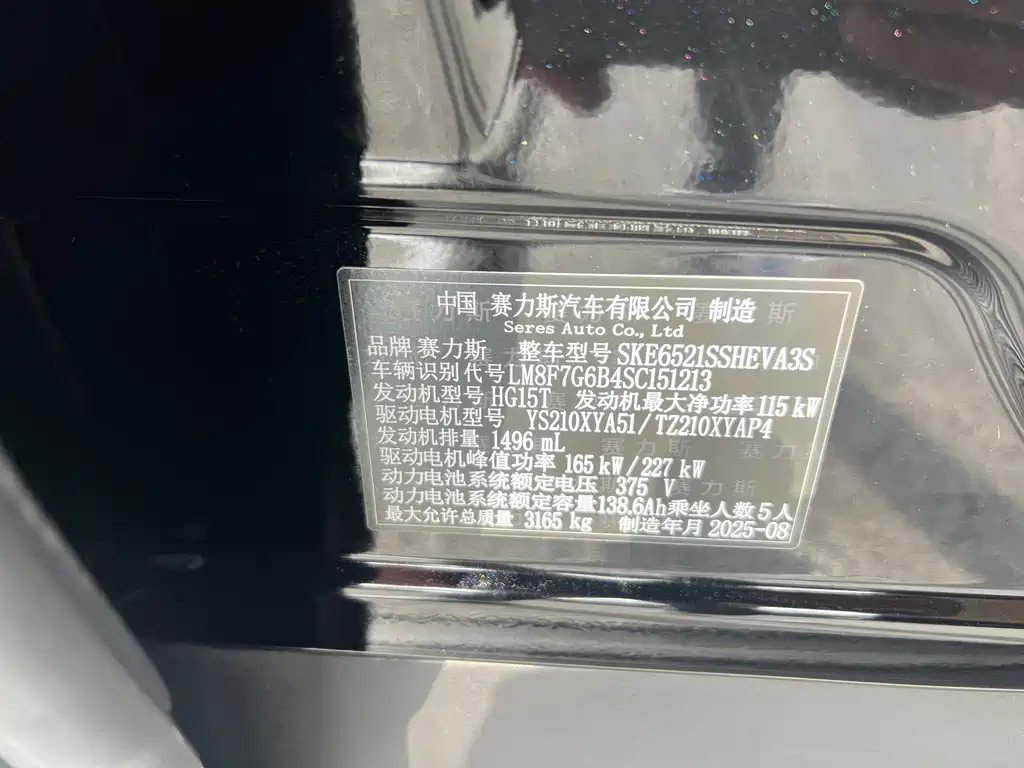 中国 赛力斯汽车有限公司 制造
Seres Auto Co., Ltd
品牌 赛力斯 整车型号 SKE6521SSHEVA3S
车辆识别代号 LM8F7G6B4SC151213
发动机型号 HG15T 发动机最大净功率 115 kW
驱动电机型号 YS210XYA51/TZ210XYAP4
发动机排量 1496 mL
驱动电机峰值功率 165 kW/227 kW
动力电池系统额定电压 375 V
动力电池系统额定容量 138.6Ah 乘坐人数 5人
最大允许总质量 3165 kg 制造年月 2025-08